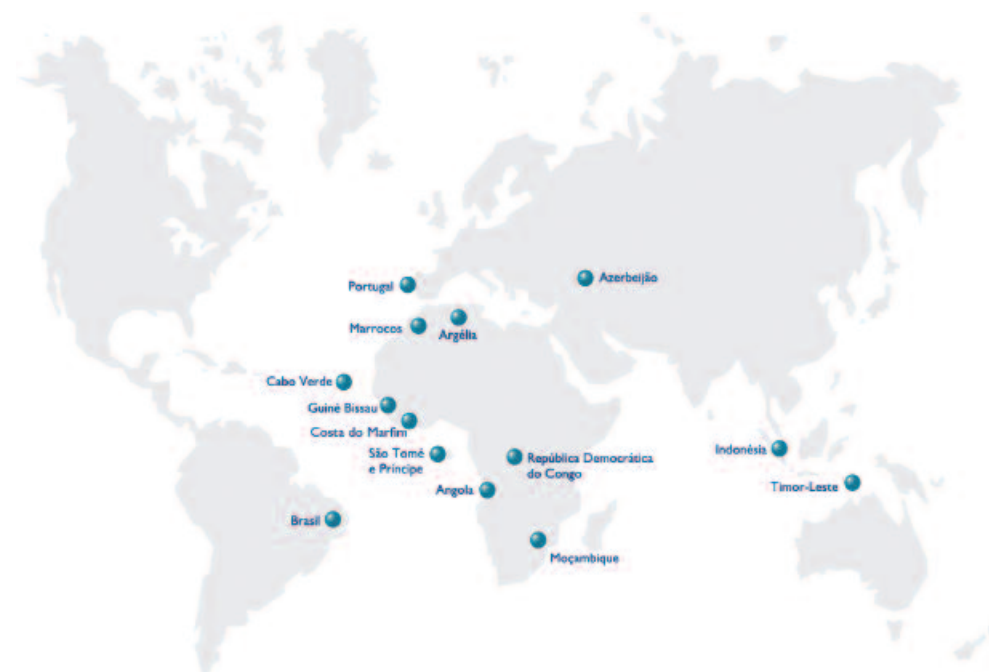 Azerbeijão
Portugal
Marrocos
Argélia
Cabo Verde
Guiné Bissau
Costa do Marfim
São Tomé
e Príncipe
República Democrática
do Congo
Indonésia
Angola
Timor-Leste
Brasil
Moçambique